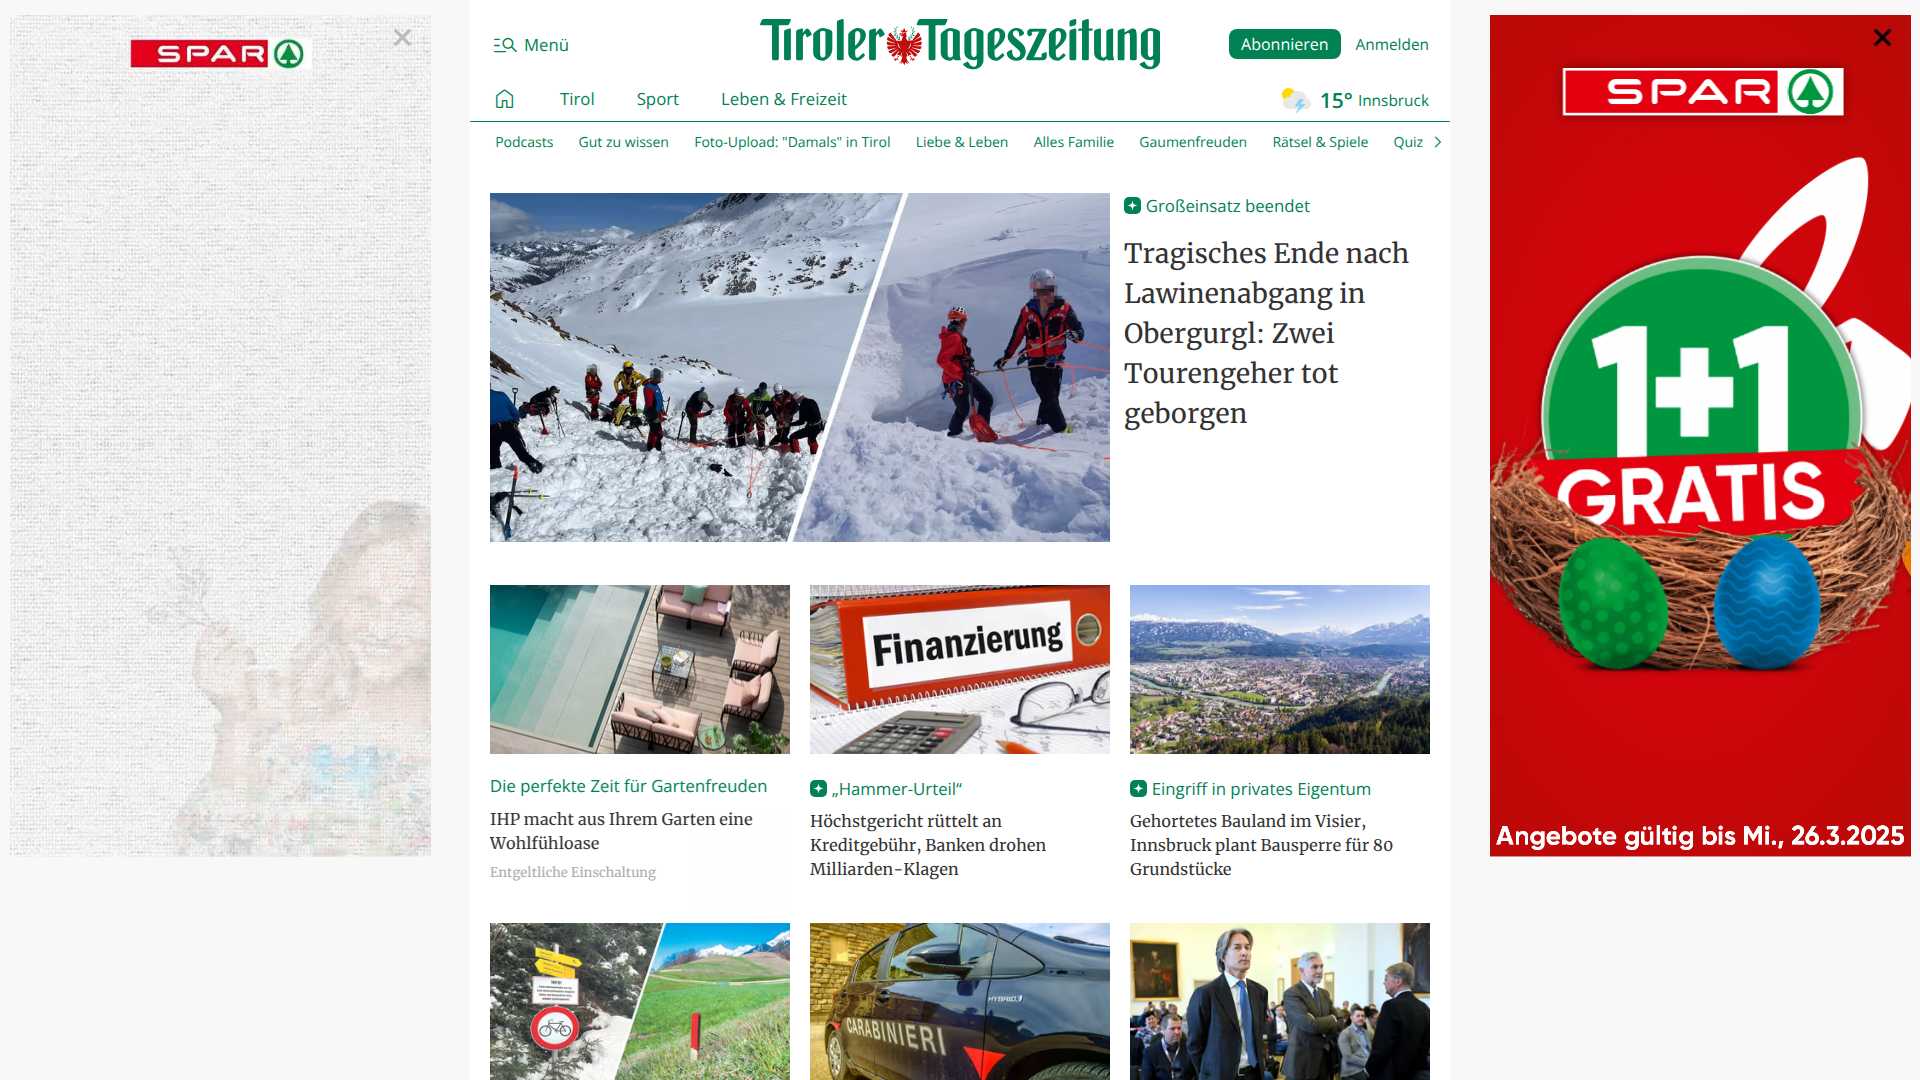 SPAR
Menü
Tiroler Tageszeitung
Abonnieren
Anmelden
Tirol
Sport
Leben & Freizeit
15° Innsbruck
Podcasts
Gut zu wissen
Foto-Upload: "Damals" in Tirol
Liebe & Leben
Alles Familie
Gaumenfreuden
Rätsel & Spiele
Quiz
Großeinsatz beendet
Tragisches Ende nach
Lawinenabgang in
Obergurgl: Zwei
Tourengeher tot
geborgen
Finanzierung
Die perfekte Zeit für Gartenfreuden
IHP macht aus Ihrem Garten eine
Wohlfühloase
Entgeltliche Einschaltung
„Hammer-Urteil“
Höchstgericht rüttelt an
Kreditgebühr, Banken drohen
Milliarden-Klagen
Eingriff in privates Eigentum
Gehortetes Bauland im Visier,
Innsbruck plant Bausperre für 80
Grundstücke
HYBRID
CARABINIERI
SPAR
1+1
GRATIS
Angebote gültig bis Mi., 26.3.2025